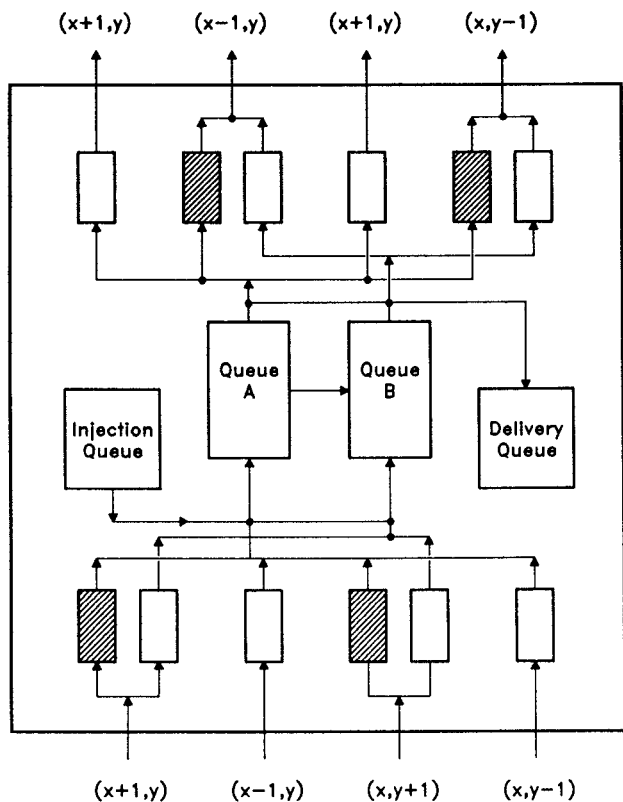 (x+1,y) (x-1,y) (x+1,y) (x,y-1)
Queue
A
Queue
B
Injection
Queue
Delivery
Queue
(x+1,y) (x-1,y) (x,y+1) (x,y-1)